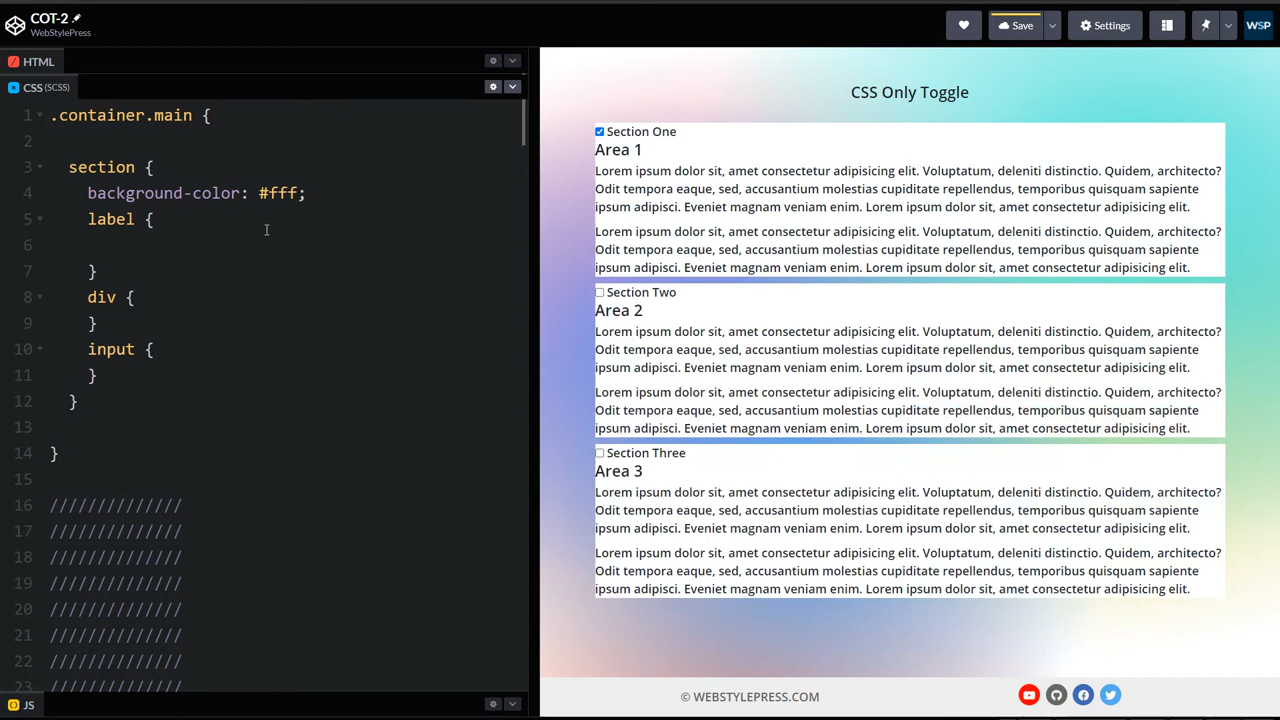 COT-2
WebStylePress
Save
Settings
WSP
HTML
CSS (SCSS)
1 .container.main {
2
3 section {
4 background-color: #fff;
5 label {
6
7 }
8 div {
9 }
10 input {
11 }
12 }
13
14 }
15
16 //////////////
17 //////////////
18 //////////////
19 //////////////
20 //////////////
21 //////////////
22 //////////////
23 //////////////
JS
CSS Only Toggle
Section One
Area 1
Lorem ipsum dolor sit, amet consectetur adipisicing elit. Voluptatum, deleniti distinctio. Quidem, architecto?
Odit tempora eaque, sed, accusantium molestias cupiditate repellendus, temporibus quisquam sapiente
ipsum adipisci. Eveniet magnam veniam enim. Lorem ipsum dolor sit, amet consectetur adipisicing elit.
Lorem ipsum dolor sit, amet consectetur adipisicing elit. Voluptatum, deleniti distinctio. Quidem, architecto?
Odit tempora eaque, sed, accusantium molestias cupiditate repellendus, temporibus quisquam sapiente
ipsum adipisci. Eveniet magnam veniam enim. Lorem ipsum dolor sit, amet consectetur adipisicing elit.
Section Two
Area 2
Lorem ipsum dolor sit, amet consectetur adipisicing elit. Voluptatum, deleniti distinctio. Quidem, architecto?
Odit tempora eaque, sed, accusantium molestias cupiditate repellendus, temporibus quisquam sapiente
ipsum adipisci. Eveniet magnam veniam enim. Lorem ipsum dolor sit, amet consectetur adipisicing elit.
Lorem ipsum dolor sit, amet consectetur adipisicing elit. Voluptatum, deleniti distinctio. Quidem, architecto?
Odit tempora eaque, sed, accusantium molestias cupiditate repellendus, temporibus quisquam sapiente
ipsum adipisci. Eveniet magnam veniam enim. Lorem ipsum dolor sit, amet consectetur adipisicing elit.
Section Three
Area 3
Lorem ipsum dolor sit, amet consectetur adipisicing elit. Voluptatum, deleniti distinctio. Quidem, architecto?
Odit tempora eaque, sed, accusantium molestias cupiditate repellendus, temporibus quisquam sapiente
ipsum adipisci. Eveniet magnam veniam enim. Lorem ipsum dolor sit, amet consectetur adipisicing elit.
Lorem ipsum dolor sit, amet consectetur adipisicing elit. Voluptatum, deleniti distinctio. Quidem, architecto?
Odit tempora eaque, sed, accusantium molestias cupiditate repellendus, temporibus quisquam sapiente
ipsum adipisci. Eveniet magnam veniam enim. Lorem ipsum dolor sit, amet consectetur adipisicing elit.
© WEBSTYLEPRESS.COM